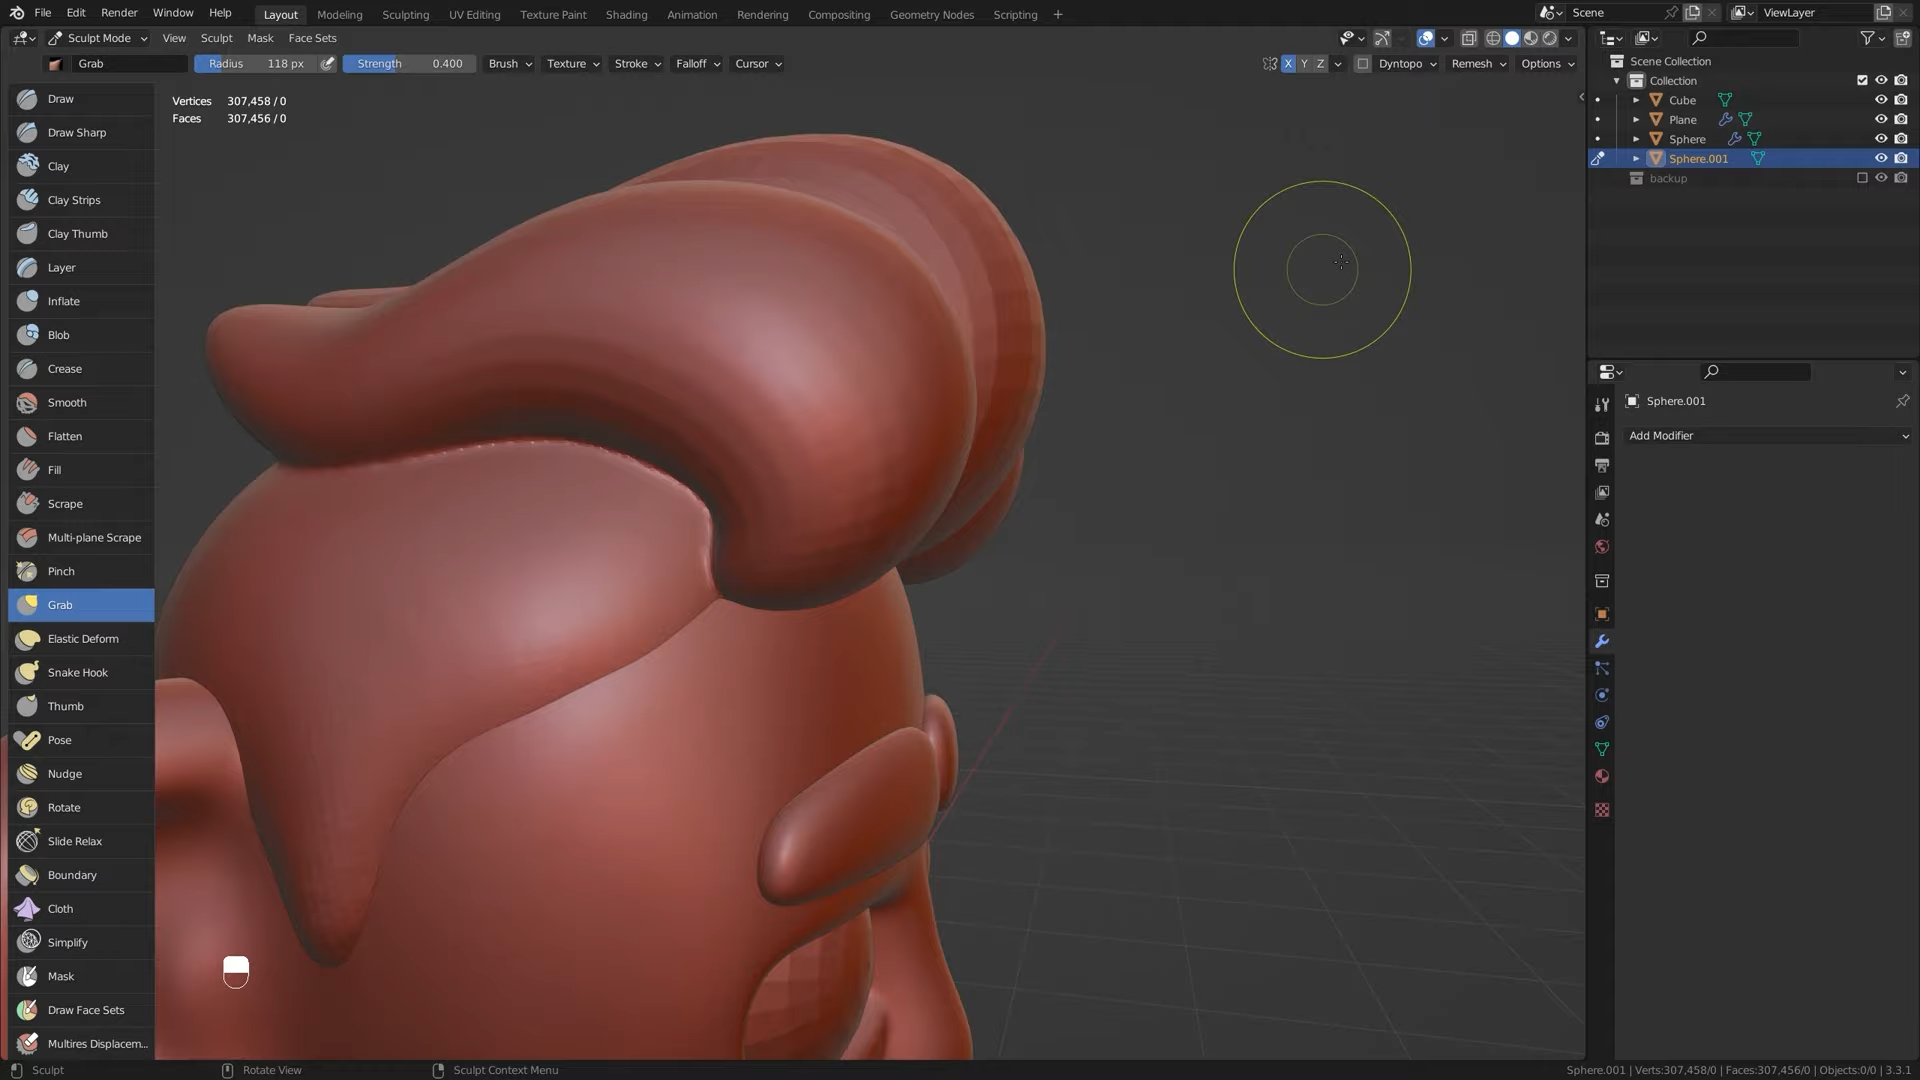 File Edit Render Window Help Layout Modeling Sculpting UV Editing Texture Paint Shading Animation Rendering Compositing Geometry Nodes Scripting + Scene ViewLayer
Sculpt Mode View Sculpt Mask Face Sets
Grab Radius 118 px Strength 0.400 Brush Texture Stroke Falloff Cursor X Y Z Dyntopo Remesh Options
Scene Collection
Collection
Cube
Plane
Sphere
Sphere.001
backup
Vertices 307,458 / 0
Faces 307,456 / 0
Draw
Draw Sharp
Clay
Clay Strips
Clay Thumb
Layer
Inflate
Blob
Crease
Smooth
Flatten
Fill
Scrape
Multi-plane Scrape
Pinch
Grab
Elastic Deform
Snake Hook
Thumb
Pose
Nudge
Rotate
Slide Relax
Boundary
Cloth
Simplify
Mask
Draw Face Sets
Multires Displacem...
Sphere.001
Add Modifier
Sculpt Rotate View Sculpt Context Menu Sphere.001 | Verts:307,458/0 | Faces:307,456/0 | Objects:0/0 | 3.3.1